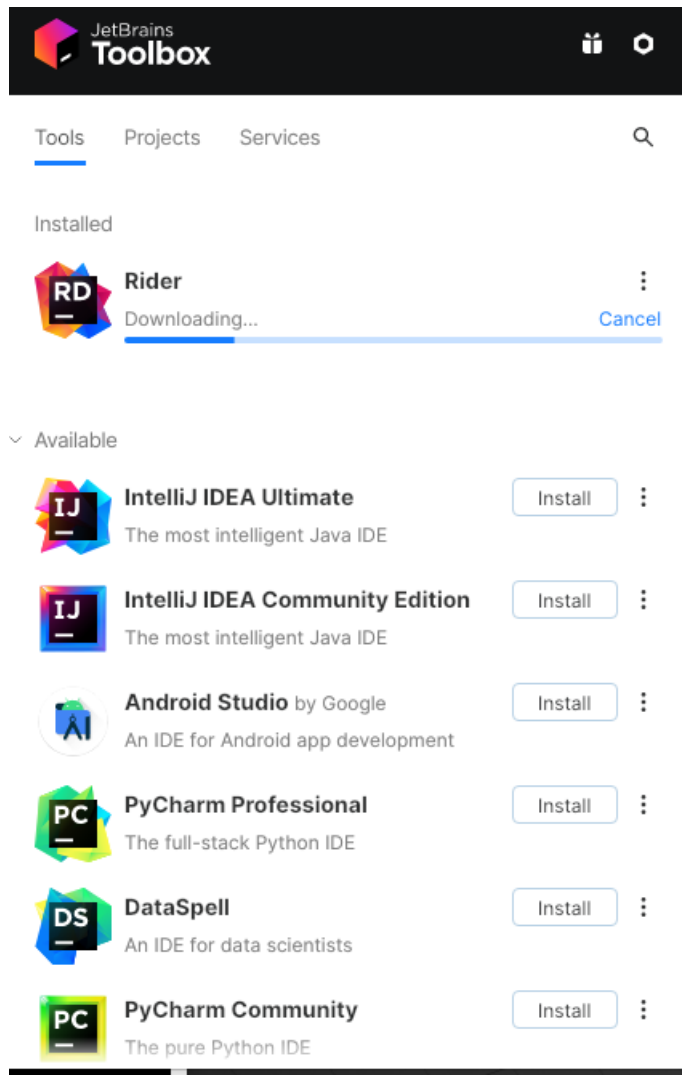 JetBrains
Toolbox
Tools Projects Services
Installed
RD
Rider
Downloading... Cancel
Available
IJ
IntelliJ IDEA Ultimate Install
The most intelligent Java IDE
IJ
IntelliJ IDEA Community Edition Install
The most intelligent Java IDE
Android Studio by Google Install
An IDE for Android app development
PC
PyCharm Professional Install
The full-stack Python IDE
DS
DataSpell Install
An IDE for data scientists
PC
PyCharm Community Install
The pure Python IDE